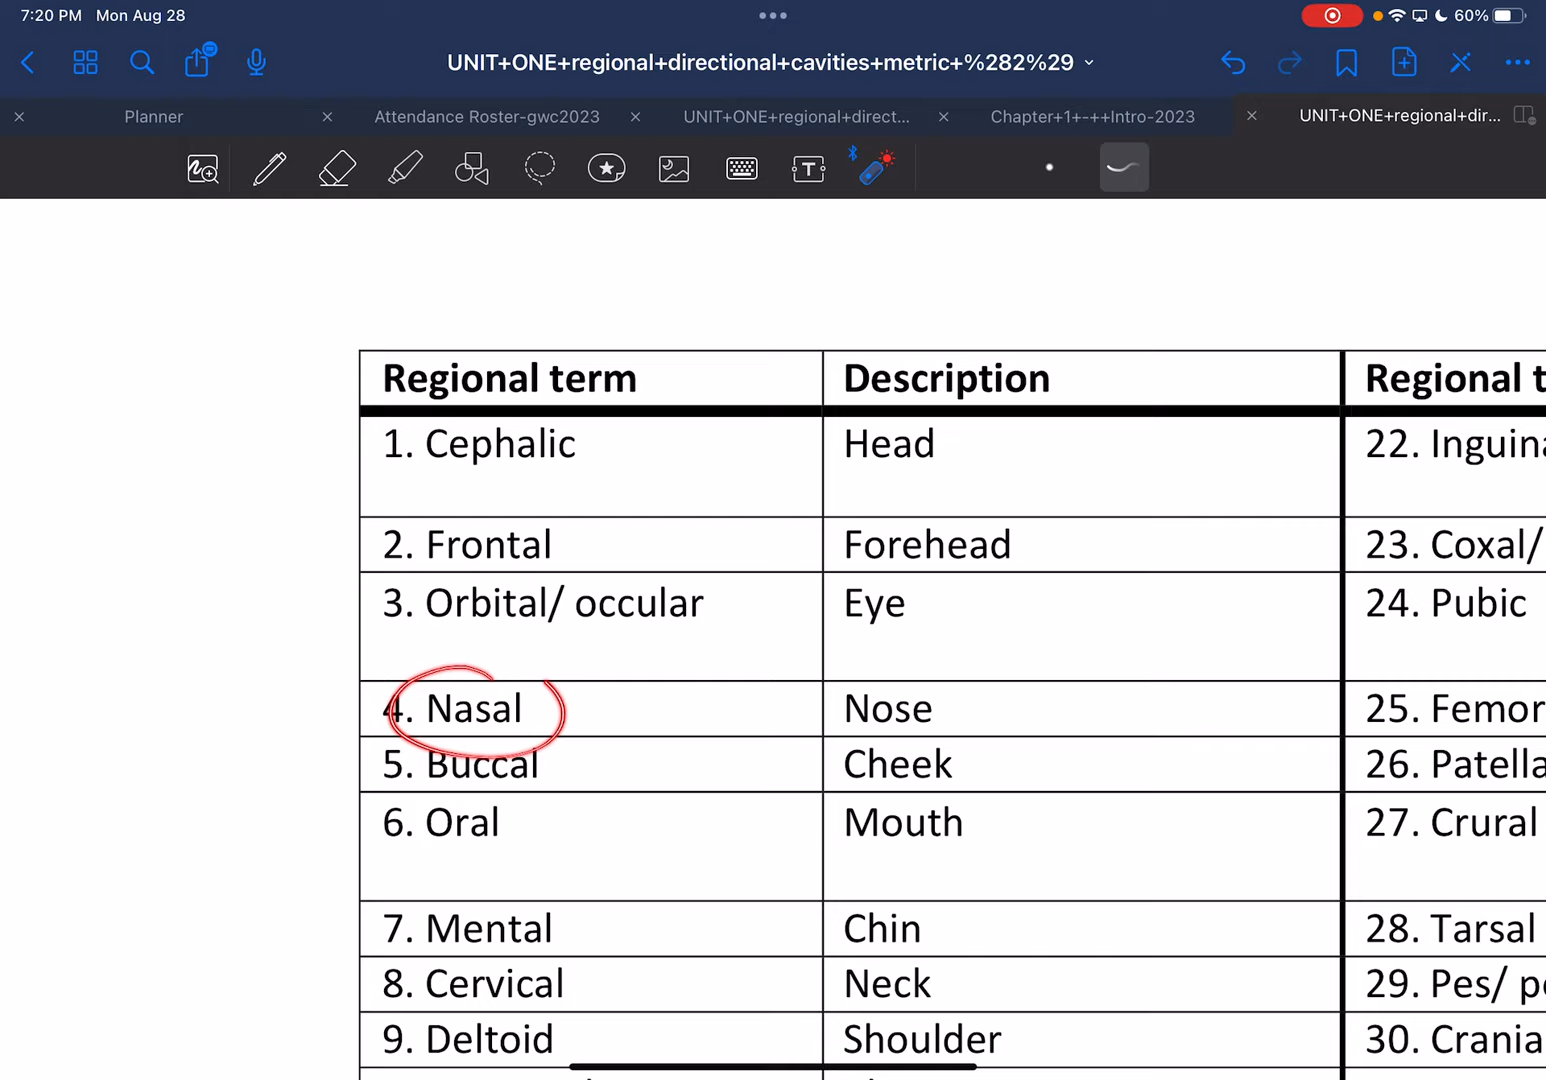 7:20 PM Mon Aug 28
60%
UNIT+ONE+regional+directional+cavities+metric+%282%29
Planner
Attendance Roster-gwc2023
UNIT+ONE+regional+direct...
Chapter+1+-++Intro-2023
UNIT+ONE+regional+dir...
Regional term Description Regional t
1. Cephalic Head 22. Inguina
2. Frontal Forehead 23. Coxal/
3. Orbital/ occular Eye 24. Pubic
4. Nasal Nose 25. Femor
5. Buccal Cheek 26. Patella
6. Oral Mouth 27. Crural
7. Mental Chin 28. Tarsal
8. Cervical Neck 29. Pes/ pe
9. Deltoid Shoulder 30. Crania